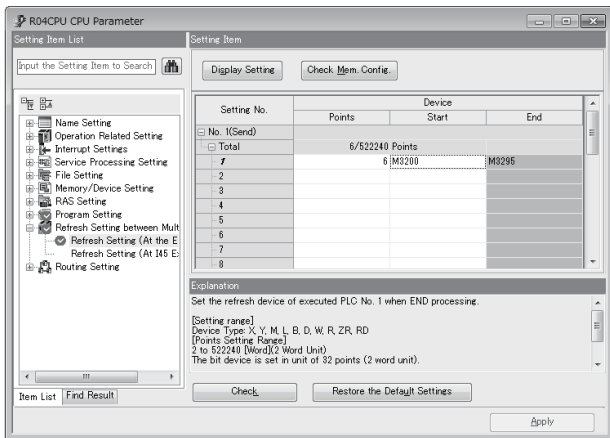 R04CPU CPU Parameter
Setting Item List
Setting Item
Input the Setting Item to Search
Display Setting
Check Mem. Config.
Name Setting
Operation Related Setting
Interrupt Settings
Service Processing Setting
File Setting
Memory/Device Setting
RAS Setting
Program Setting
Refresh Setting between Mult
Refresh Setting (At the E
Refresh Setting (At I45 E
Routing Setting
Item List
Find Result
Setting No.
Device
Points
Start
End
No. 1(Send)
Total
6/522240 Points
1
6
M3200
M3295
2
3
4
5
6
7
8
Explanation
Set the refresh device of executed PLC No. 1 when END processing.
[Setting range]
Device Type: X, Y, M, L, B, D, W, R, ZR, RD
[Points Setting Range]
2 to 522240 [Word](2 Word Unit)
The bit device is set in unit of 32 points (2 word unit).
Check
Restore the Default Settings
Apply